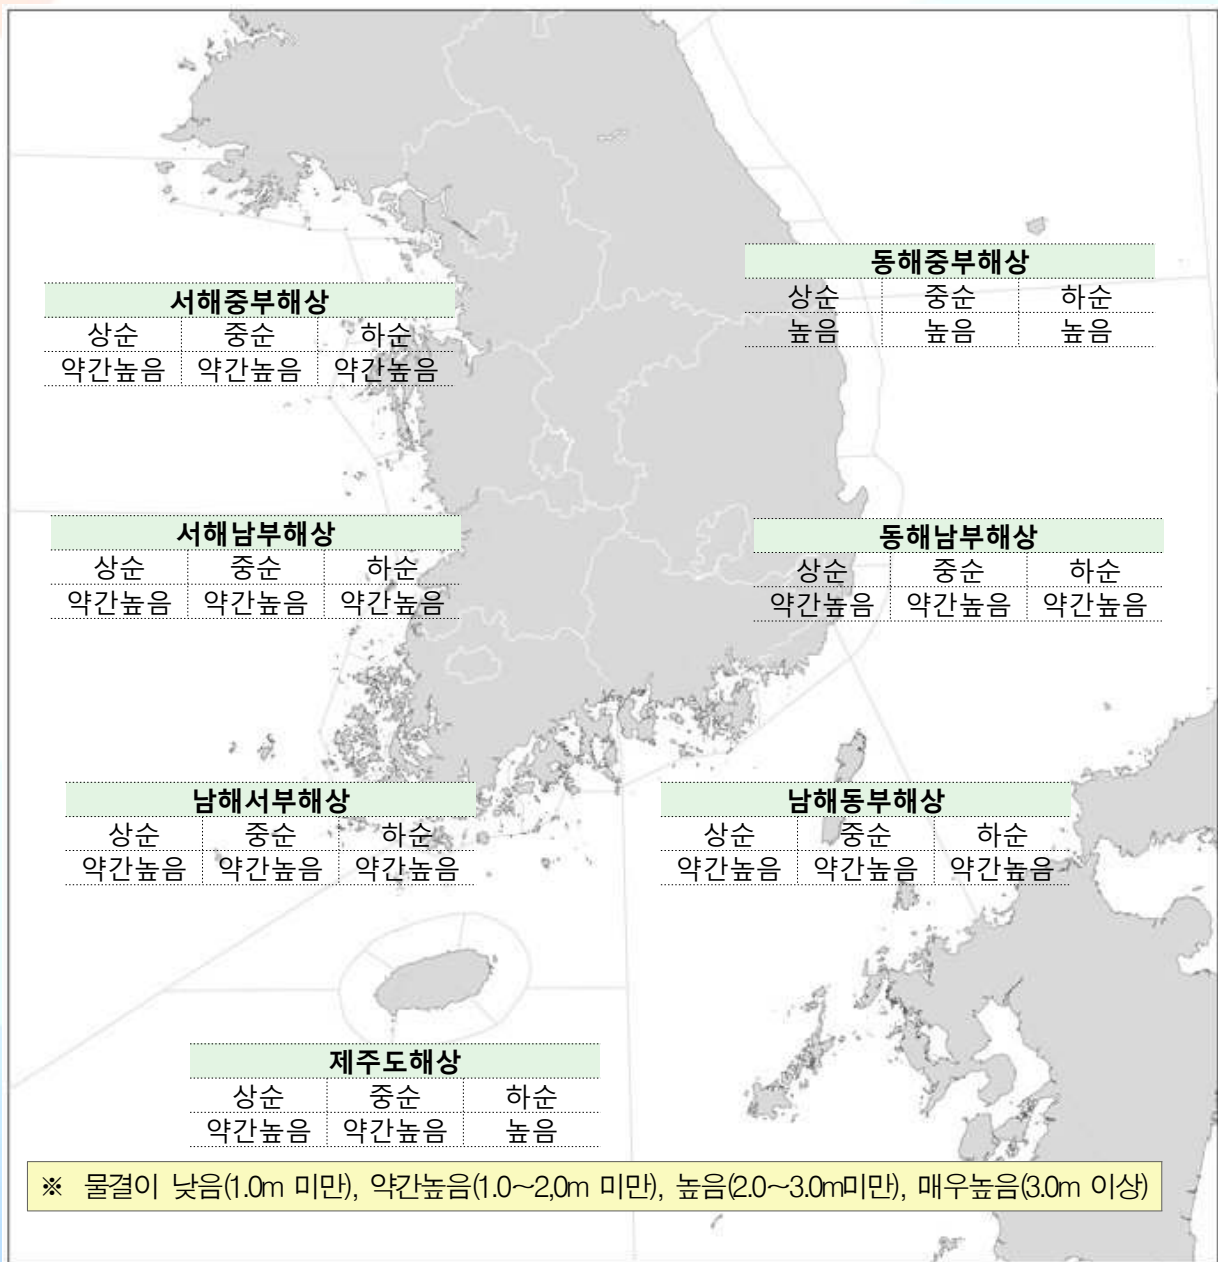 동해중부해상
상순 중순 하순
높음 높음 높음
서해중부해상
상순 중순 하순
약간높음 약간높음 약간높음
서해남부해상
상순 중순 하순
약간높음 약간높음 약간높음
동해남부해상
상순 중순 하순
약간높음 약간높음 약간높음
남해서부해상
상순 중순 하순
약간높음 약간높음 약간높음
남해동부해상
상순 중순 하순
약간높음 약간높음 약간높음
제주도해상
상순 중순 하순
약간높음 약간높음 높음
※ 물결이 낮음(1.0m 미만), 약간높음(1.0~2,0m 미만), 높음(2.0~3.0m미만), 매우높음(3.0m 이상)